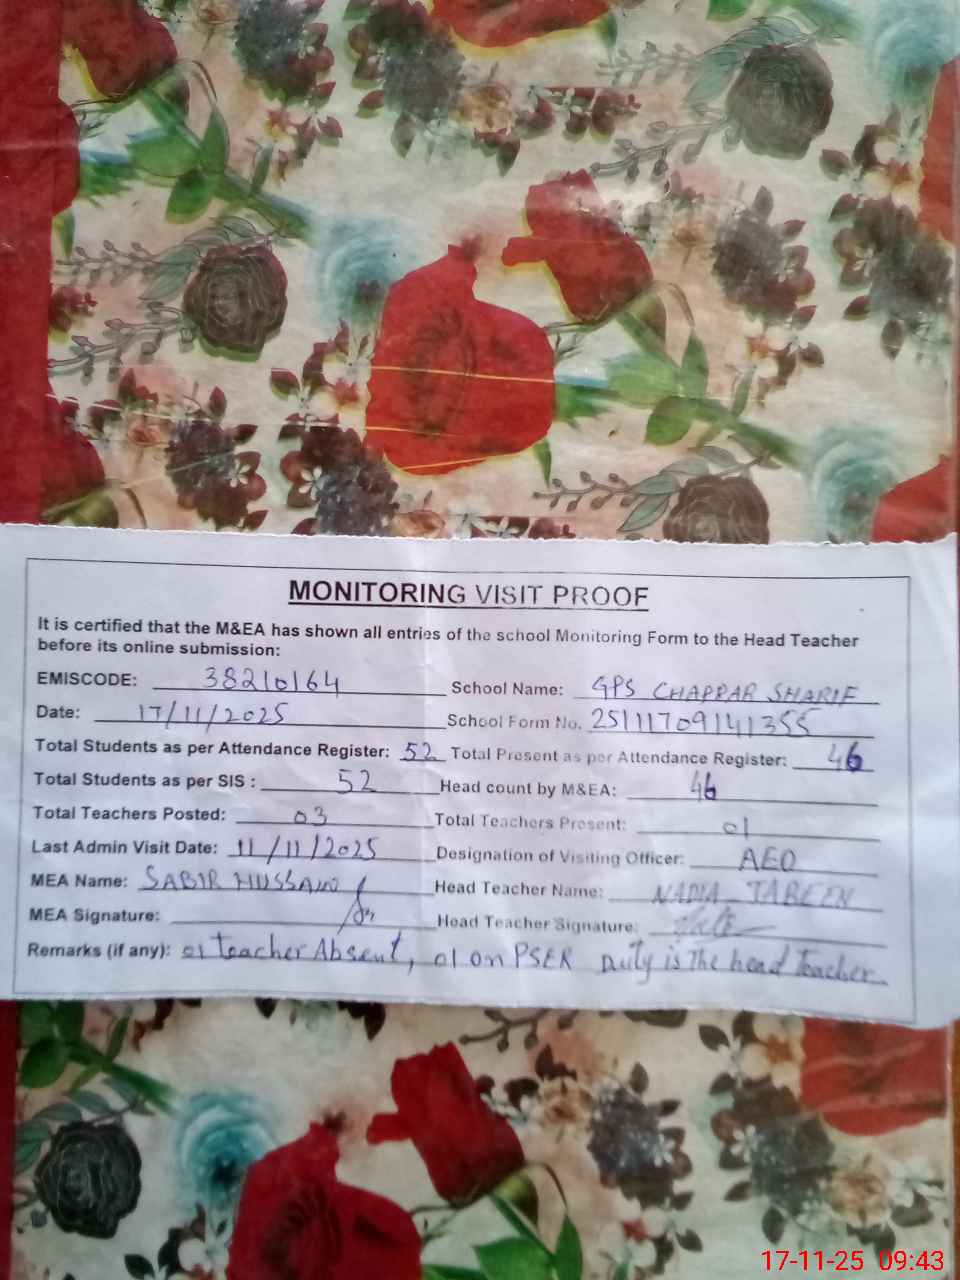 MONITORING VISIT PROOF
It is certified that the M&EA has shown all entries of the school Monitoring Form to the Head Teacher
before its online submission:
EMISCODE: 38210164 School Name: GPS CHAPPAR SHARIF
Date: 17/11/2025 School Form No. 25111709141355
Total Students as per Attendance Register: 52 Total Present as per Attendance Register: 46
Total Students as per SIS : 52 Head count by M&EA: 46
Total Teachers Posted: 03 Total Teachers Present: 01
Last Admin Visit Date: 11/11/2025 Designation of Visiting Officer: AEO
MEA Name: SABIR HUSSAIN Head Teacher Name: NADIA
MEA Signature: Head Teacher Signature:
Remarks (if any): 01 teacher Absent, 01 on PSER Duty is the head Teacher
17-11-25 09:43